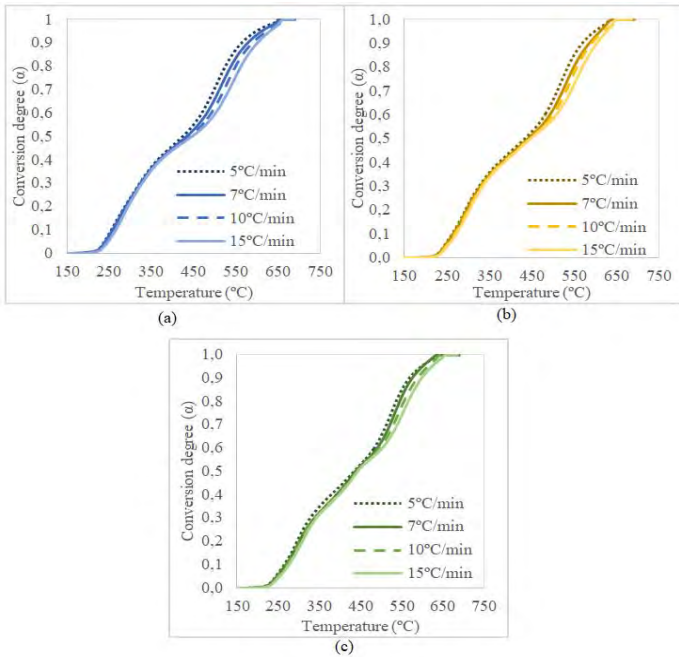 1
0,9
0,8
0,7
0,6
0,5
0,4
0,3
0,2
0,1
0
Conversion degree (α)
5ºC/min
7ºC/min
10ºC/min
15ºC/min
150 250 350 450 550 650 750
Temperature (ºC)
(a)
1,0
0,9
0,8
0,7
0,6
0,5
0,4
0,3
0,2
0,1
0,0
Conversion degree (α)
5ºC/min
7ºC/min
10ºC/min
15ºC/min
150 250 350 450 550 650 750
Temperature (ºC)
(b)
1,0
0,9
0,8
0,7
0,6
0,5
0,4
0,3
0,2
0,1
0,0
Conversion degree (α)
5ºC/min
7ºC/min
10ºC/min
15ºC/min
150 250 350 450 550 650 750
Temperature (ºC)
(c)